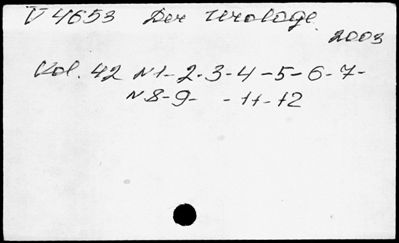 V 4653 Der Urologe
2003
Vol. 42 N 1-2-3-4-5-6-7-
N 8-9- -11-12